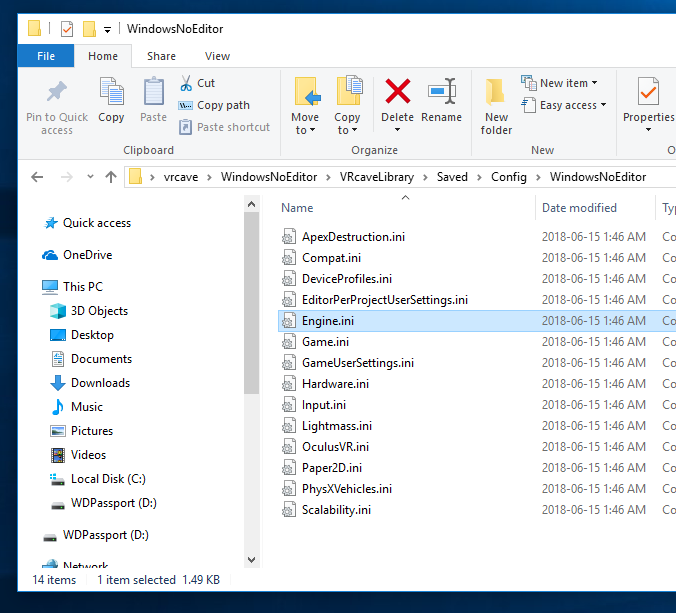 WindowsNoEditor
File Home Share View
Pin to Quick access
Copy
Paste
Cut
Copy path
Paste shortcut
Clipboard
Move to
Copy to
Delete
Rename
Organize
New folder
New item
Easy access
New
Properties
O
vrcave > WindowsNoEditor > VRcaveLibrary > Saved > Config > WindowsNoEditor
Quick access
OneDrive
This PC
3D Objects
Desktop
Documents
Downloads
Music
Pictures
Videos
Local Disk (C:)
WDPassport (D:)
WDPassport (D:)
Network
Name Date modified Ty
ApexDestruction.ini 2018-06-15 1:46 AM Co
Compat.ini 2018-06-15 1:46 AM Co
DeviceProfiles.ini 2018-06-15 1:46 AM Co
EditorPerProjectUserSettings.ini 2018-06-15 1:46 AM Co
Engine.ini 2018-06-15 1:46 AM Co
Game.ini 2018-06-15 1:46 AM Co
GameUserSettings.ini 2018-06-15 1:46 AM Co
Hardware.ini 2018-06-15 1:46 AM Co
Input.ini 2018-06-15 1:46 AM Co
Lightmass.ini 2018-06-15 1:46 AM Co
OculusVR.ini 2018-06-15 1:46 AM Co
Paper2D.ini 2018-06-15 1:46 AM Co
PhysXVehicles.ini 2018-06-15 1:46 AM Co
Scalability.ini 2018-06-15 1:46 AM Co
14 items 1 item selected 1.49 KB